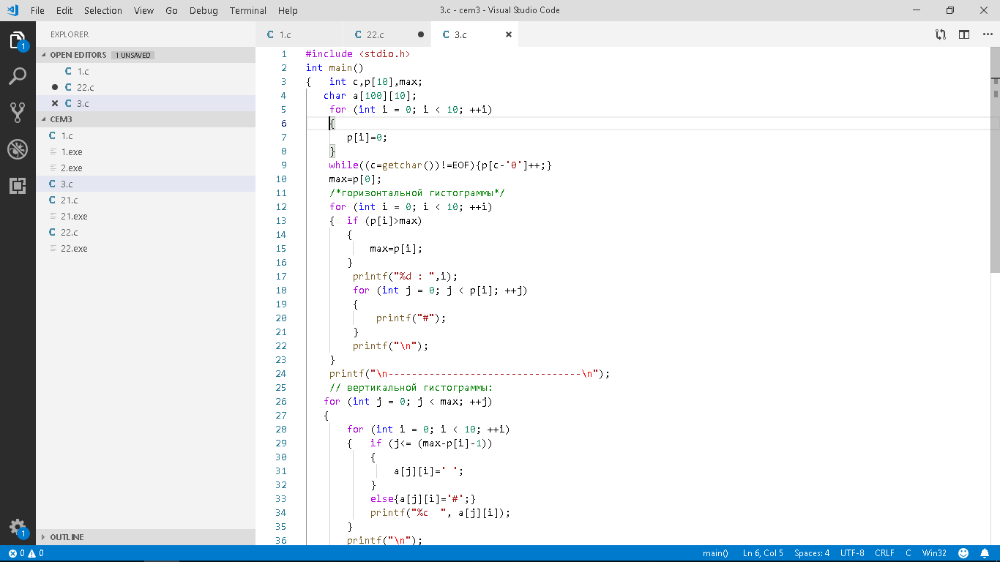 File Edit Selection View Go Debug Terminal Help 3.c - cem3 - Visual Studio Code
EXPLORER
1.c 22.c 3.c
OPEN EDITORS 1 UNSAVED
1.c
22.c
3.c
CEM3
1.c
1.exe
2.exe
3.c
21.c
21.exe
22.c
22.exe
OUTLINE
1
1
1 #include <stdio.h>
2 int main()
3 {   int c,p[10],max;
4    char a[100][10];
5     for (int i = 0; i < 10; ++i)
6     {
7        p[i]=0;
8     }
9     while((c=getchar())!=EOF){p[c-'0']++;}
10     max=p[0];
11     /*горизонтальной гистограммы*/
12     for (int i = 0; i < 10; ++i)
13     {  if (p[i]>max)
14        {
15            max=p[i];
16        }
17         printf("%d : ",i);
18         for (int j = 0; j < p[i]; ++j)
19         {
20             printf("#");
21         }
22         printf("\n");
23     }
24     printf("\n---------------------------------\n");
25     // вертикальной гистограммы:
26    for (int j = 0; j < max; ++j)
27    {
28        for (int i = 0; i < 10; ++i)
29        {   if (j<= (max-p[i]-1))
30            {
31                a[j][i]=' ';
32            }
33            else{a[j][i]='#';}
34            printf("%c  ", a[j][i]);
35        }
36        printf("\n");
0 0 main() Ln 6, Col 5 Spaces: 4 UTF-8 CRLF C Win32